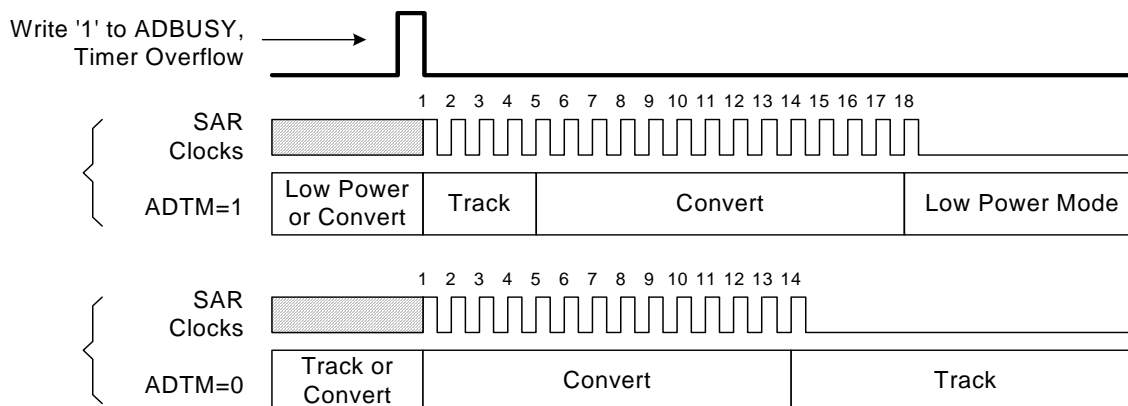 Write '1' to ADBUSY,
Timer Overflow
1 2 3 4 5 6 7 8 9 10 11 12 13 14 15 16 17 18
SAR
Clocks
ADTM=1
Low Power
or Convert
Track
Convert
Low Power Mode
1 2 3 4 5 6 7 8 9 10 11 12 13 14
SAR
Clocks
ADTM=0
Track or
Convert
Convert
Track